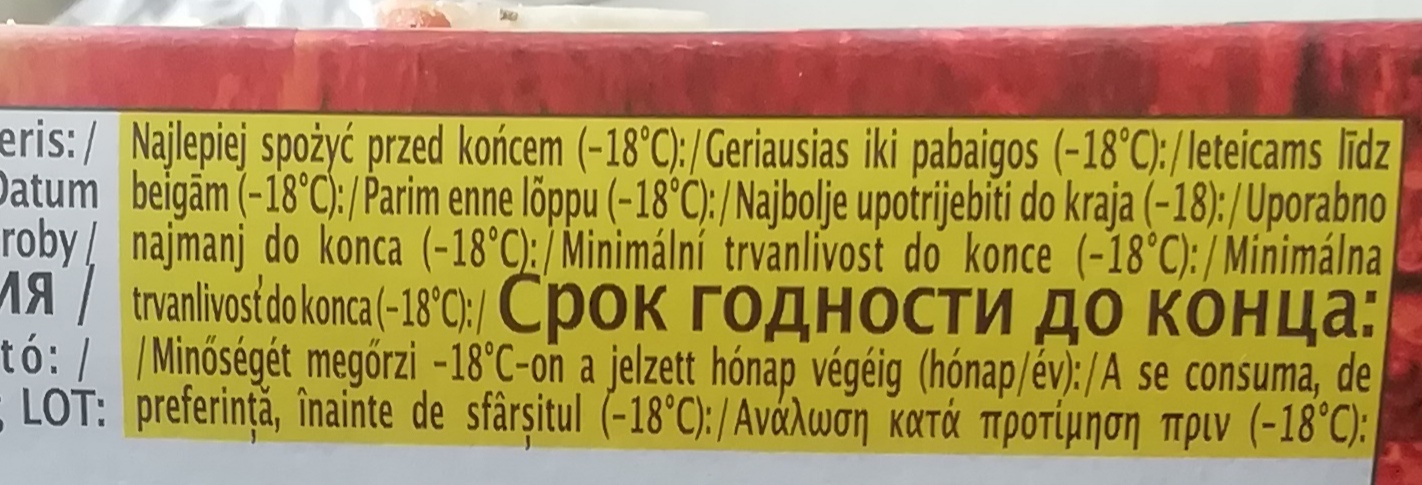 eris:/ Najlepiej spożyć przed końcem (-18°C):/Geriausias iki pabaigos (-18°C):/Ieteicams līdz
Datum beigām (-18°C):/Parim enne lõppu (-18°C):/Najbolje upotrijebiti do kraja (-18):/Uporabno
roby/ najmanj do konca (-18°C):/Minimální trvanlivost do konce (-18°C):/Minimálna
ИЯ / trvanlivosť do konca (-18°C):/ Срок годности до конца:
tó: / /Minőségét megőrzi -18°C-on a jelzett hónap végéig (hónap/év):/A se consuma, de
LOT: preferință, înainte de sfârșitul (-18°C):/Ανάλωση κατά προτίμηση πριν (-18°C):